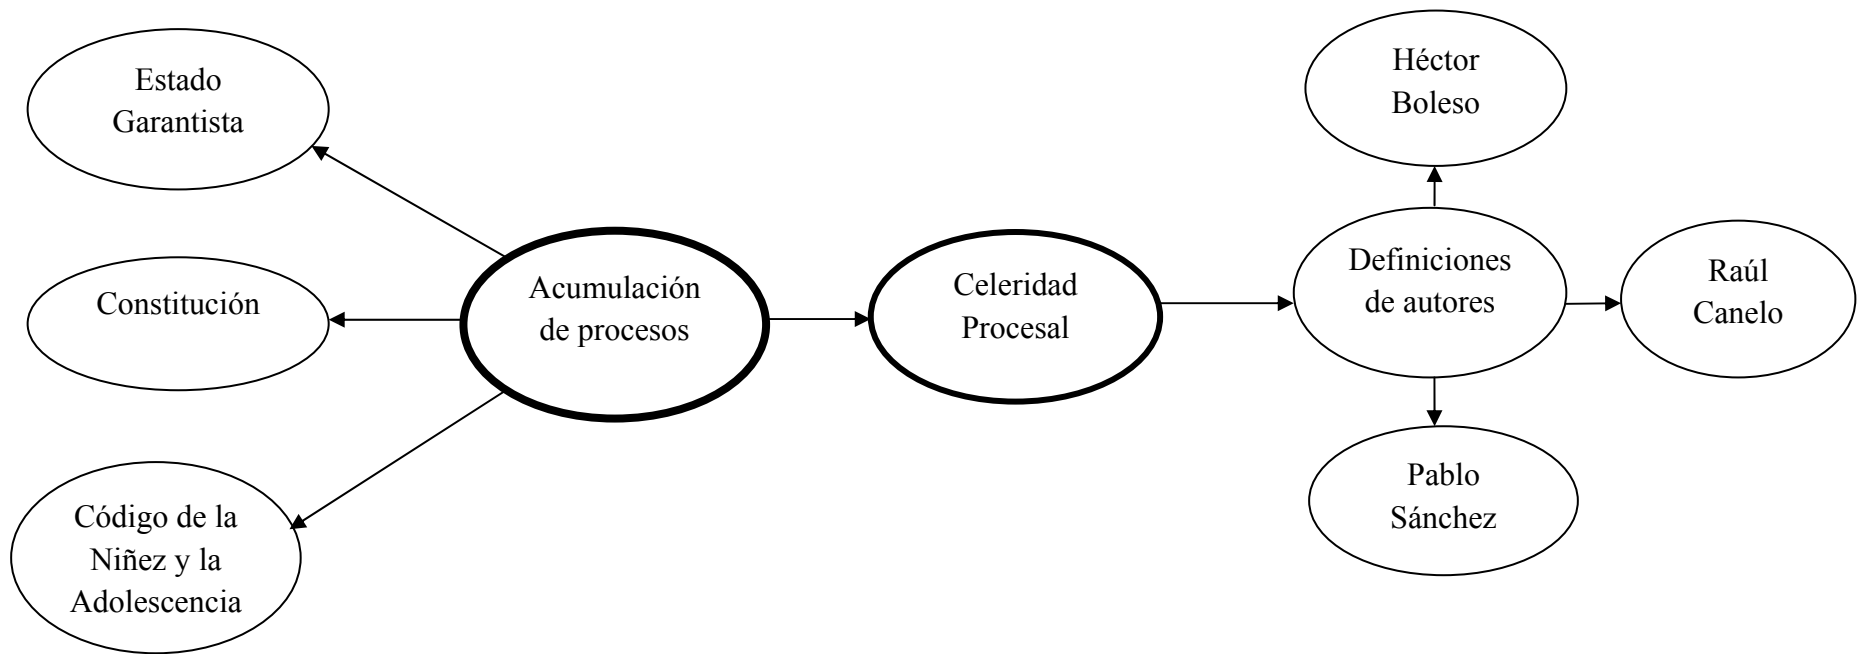 Estado
Garantista
Constitución
Código de la
Niñez y la
Adolescencia
Acumulación
de procesos
Celeridad
Procesal
Definiciones
de autores
Héctor
Boleso
Raúl
Canelo
Pablo
Sánchez